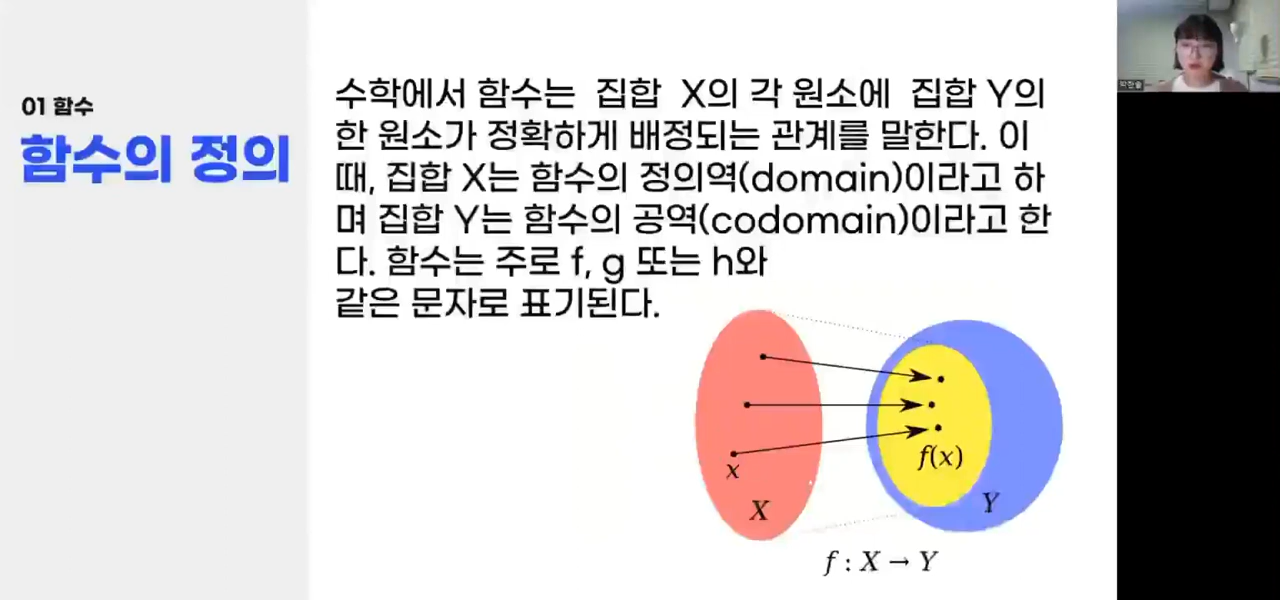 01 함수
함수의 정의
수학에서 함수는 집합 X의 각 원소에 집합 Y의
한 원소가 정확하게 배정되는 관계를 말한다. 이
때, 집합 X는 함수의 정의역(domain)이라고 하
며 집합 Y는 함수의 공역(codomain)이라고 한
다. 함수는 주로 f, g 또는 h와
같은 문자로 표기된다.
x
X
f(x)
Y
f : X → Y